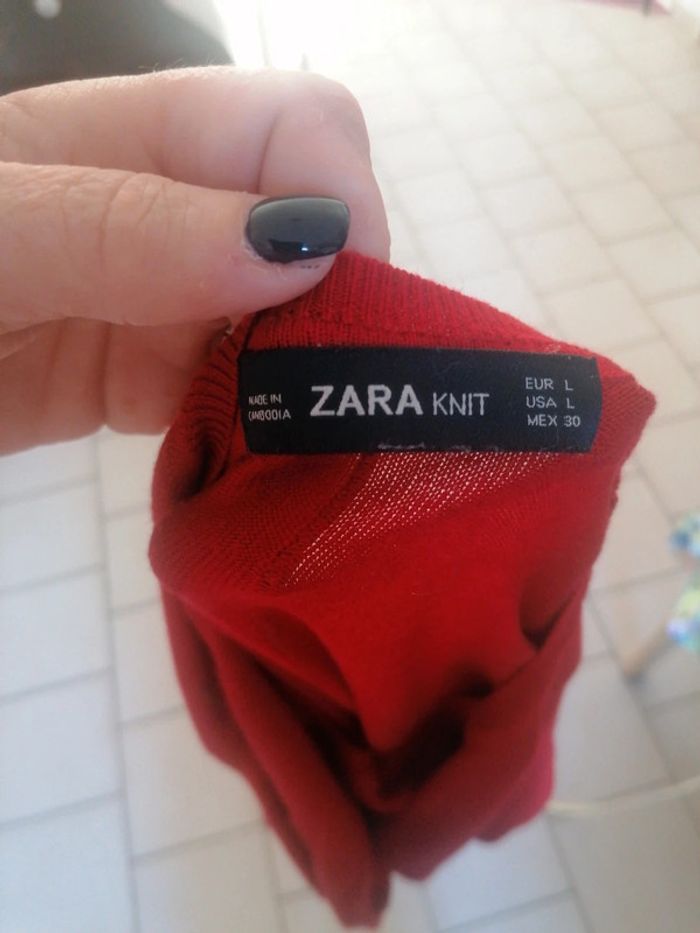 MADE IN
CAMBODIA
ZARA KNIT
EUR L
USA L
MEX 30